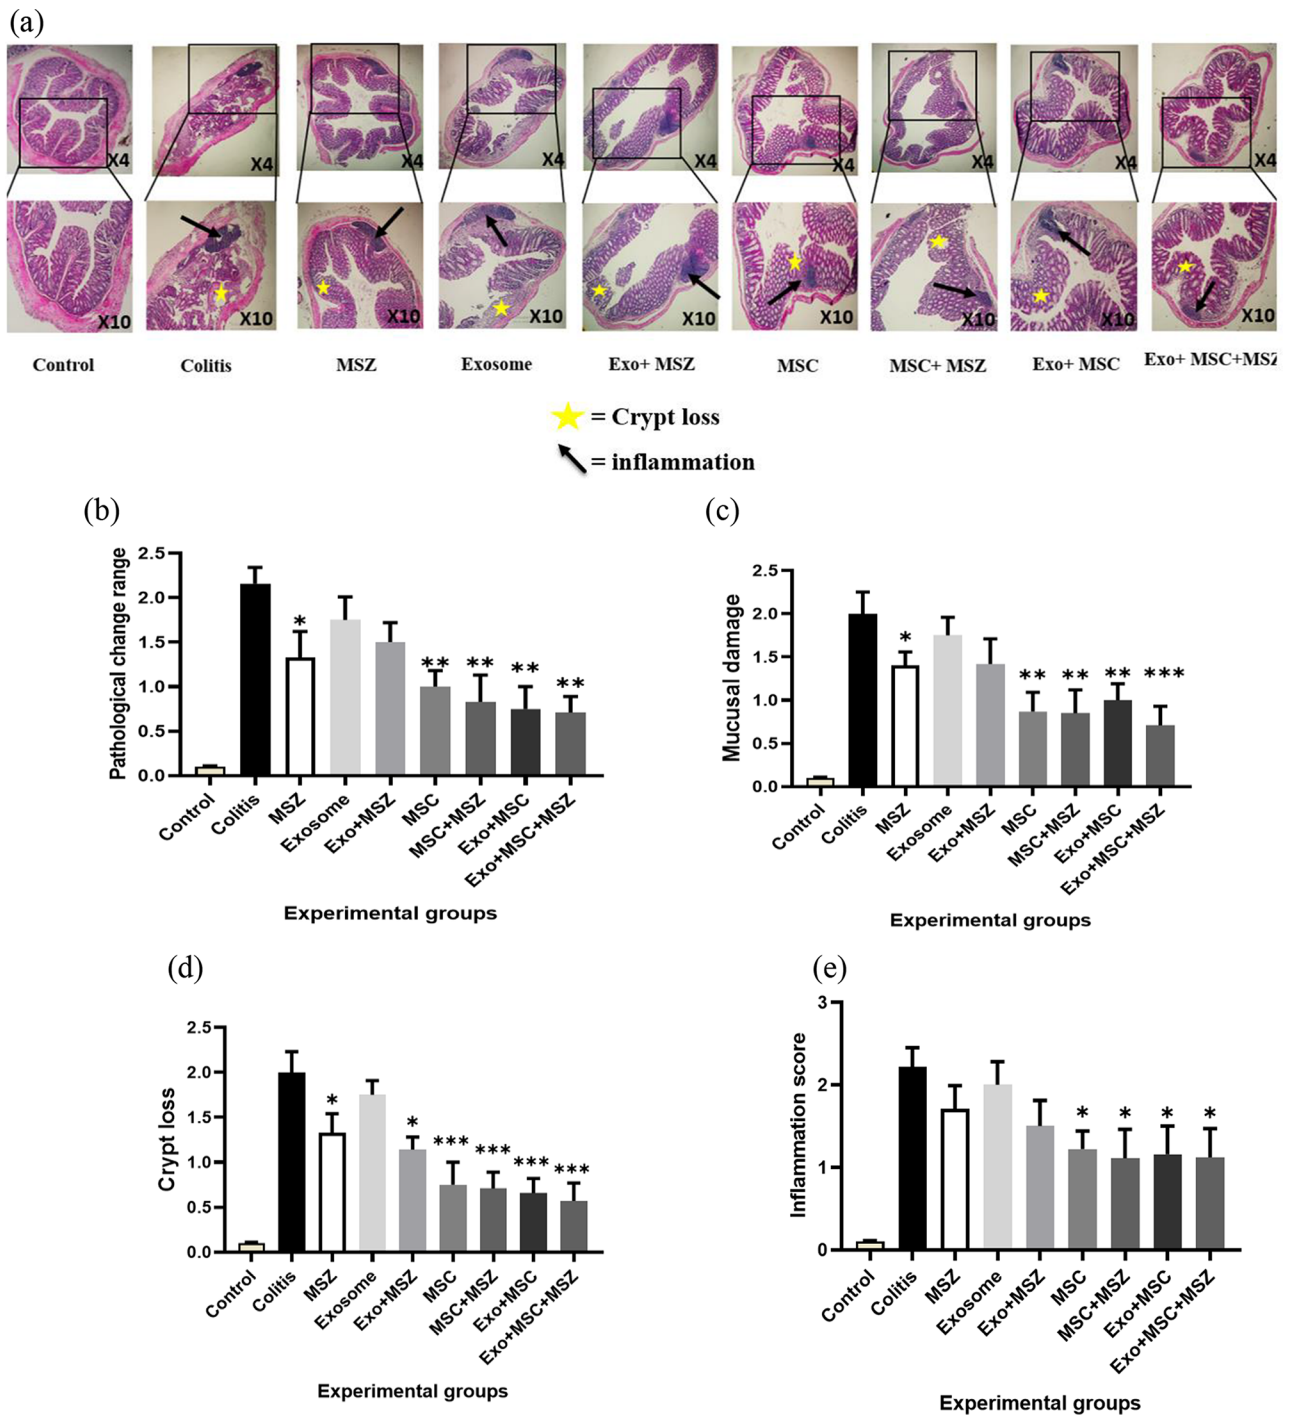 (a)
X4 X4 X4 X4 X4 X4 X4 X4 X4
X10 X10 X10 X10 X10 X10 X10 X10 X10
Control Colitis MSZ Exosome Exo+ MSZ MSC MSC+ MSZ Exo+ MSC Exo+ MSC+MSZ
= Crypt loss
= inflammation
(b)
Pathological change range
2.5
2.0
1.5
1.0
0.5
0.0
* ** ** ** **
Control Colitis MSZ Exosome Exo+MSZ MSC MSC+MSZ Exo+MSC Exo+MSC+MSZ
Experimental groups
(c)
Mucusal damage
2.5
2.0
1.5
1.0
0.5
0.0
* ** ** ** ***
Control Colitis MSZ Exosome Exo+MSZ MSC MSC+MSZ Exo+MSC Exo+MSC+MSZ
Experimental groups
(d)
Crypt loss
2.5
2.0
1.5
1.0
0.5
0.0
* * *** *** *** ***
Control Colitis MSZ Exosome Exo+MSZ MSC MSC+MSZ Exo+MSC Exo+MSC+MSZ
Experimental groups
(e)
Inflammation score
3
2
1
0
* * * *
Control Colitis MSZ Exosome Exo+MSZ MSC MSC+MSZ Exo+MSC Exo+MSC+MSZ
Experimental groups